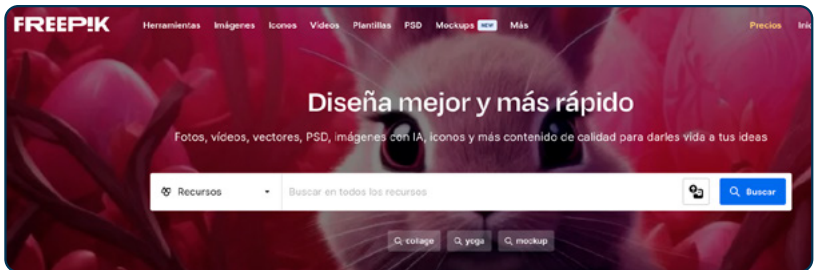 FREEP!K
Herramientas Imágenes Iconos Vídeos Plantillas PSD Mockups NEW Más Precios
Diseña mejor y más rápido
Fotos, vídeos, vectores, PSD, imágenes con IA, iconos y más contenido de calidad para darles vida a tus ideas
Recursos Buscar en todos los recursos Buscar
collage yoga mockup